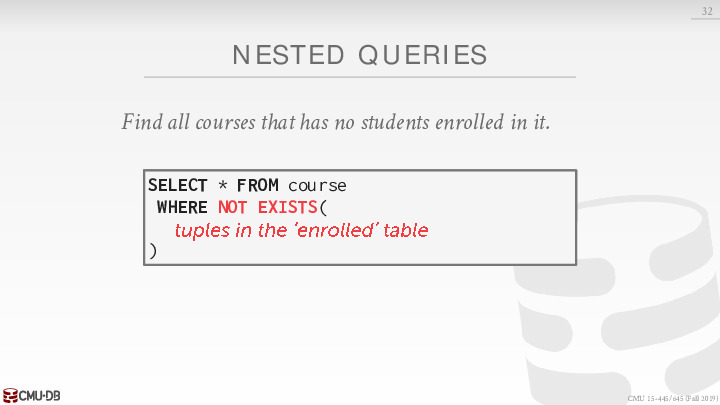 32
NESTED QUERIES
Find all courses that has no students enrolled in it.
SELECT * FROM course
WHERE NOT EXISTS(
tuples in the ‘enrolled’ table
)
CMU·DB
CMU 15-445/645 (Fall 2019)